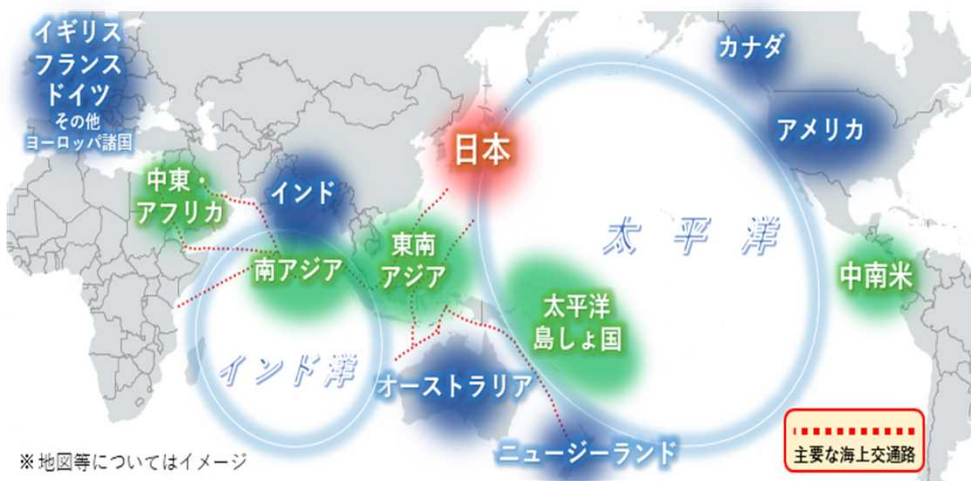 イギリス
フランス
ドイツ
その他
ヨーロッパ諸国
カナダ
アメリカ
日本
中東・
アフリカ
インド
南アジア
東南
アジア
太平洋
中南米
太平洋
島しょ国
インド洋
オーストラリア
ニュージーランド
主要な海上交通路
※地図等についてはイメージ